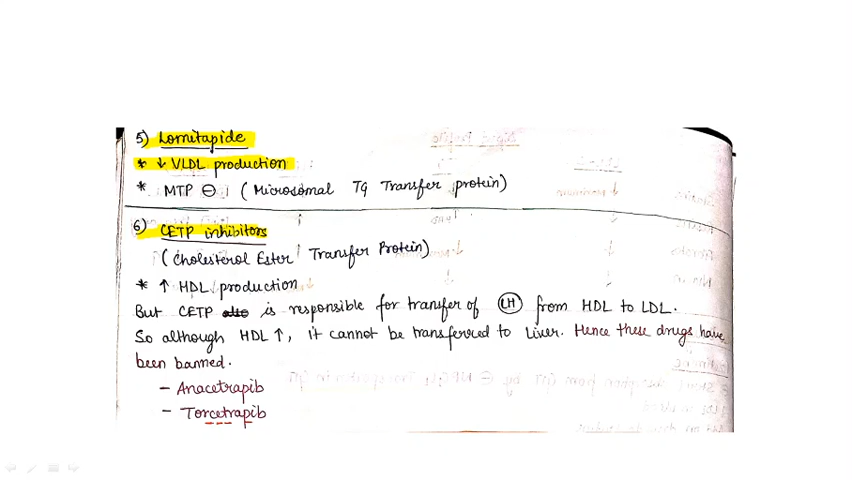 5) Lomitapide
* ↓ VLDL production
* MTP ⊖ (Microsomal TG Transfer protein)
6) CETP inhibitors
(Cholesterol Ester Transfer Protein)
* ↑ HDL production
But CETP also is responsible for transfer of CH from HDL to LDL.
So although HDL ↑, it cannot be transferred to Liver. Hence these drugs have
been banned.
- Anacetrapib
- Torcetrapib